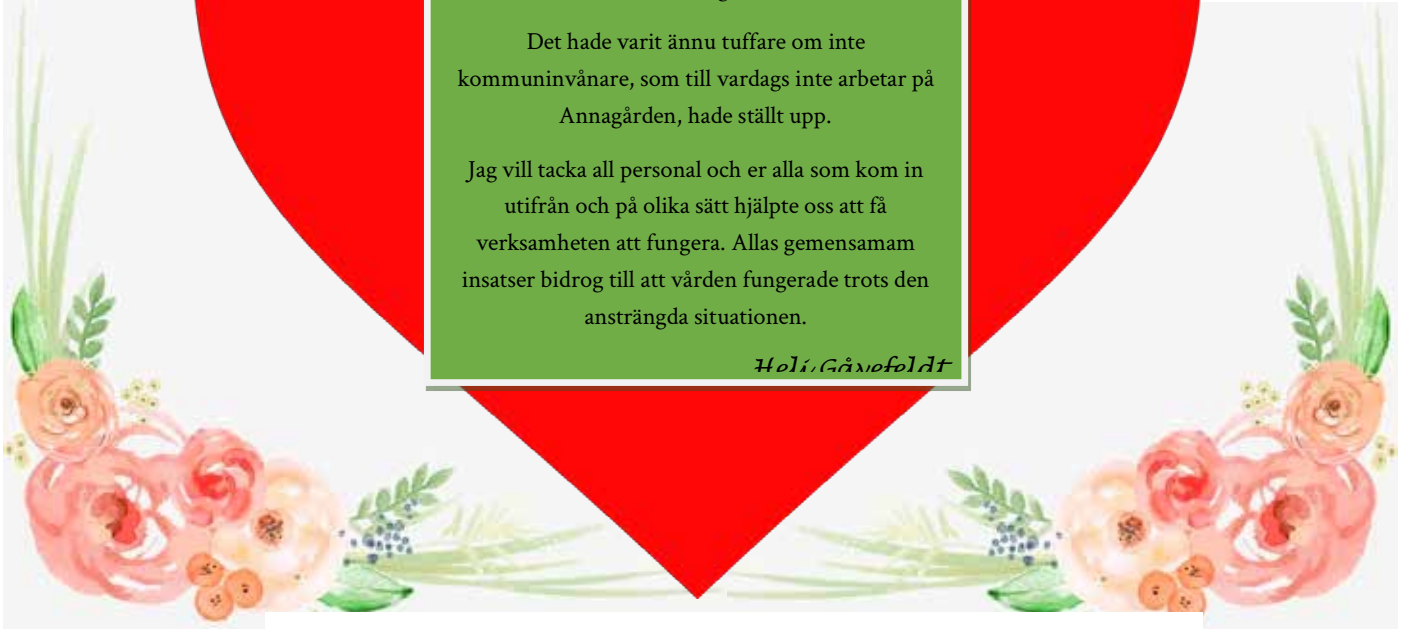 Det hade varit ännu tuffare om inte
kommuninvånare, som till vardags inte arbetar på
Annagården, hade ställt upp.
Jag vill tacka all personal och er alla som kom in
utifrån och på olika sätt hjälpte oss att få
verksamheten att fungera. Allas gemensamam
insatser bidrog till att vården fungerade trots den
ansträngda situationen.
Heli Gåvefeldt